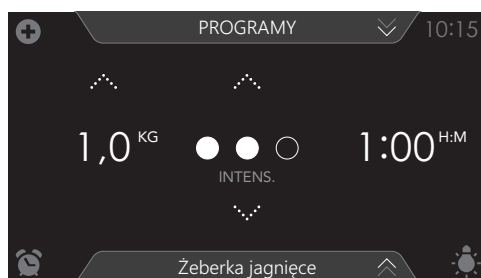 PROGRAMY 10:15
1,0 KG 1:00 H:M
INTENS.
Żeberka jagnięce